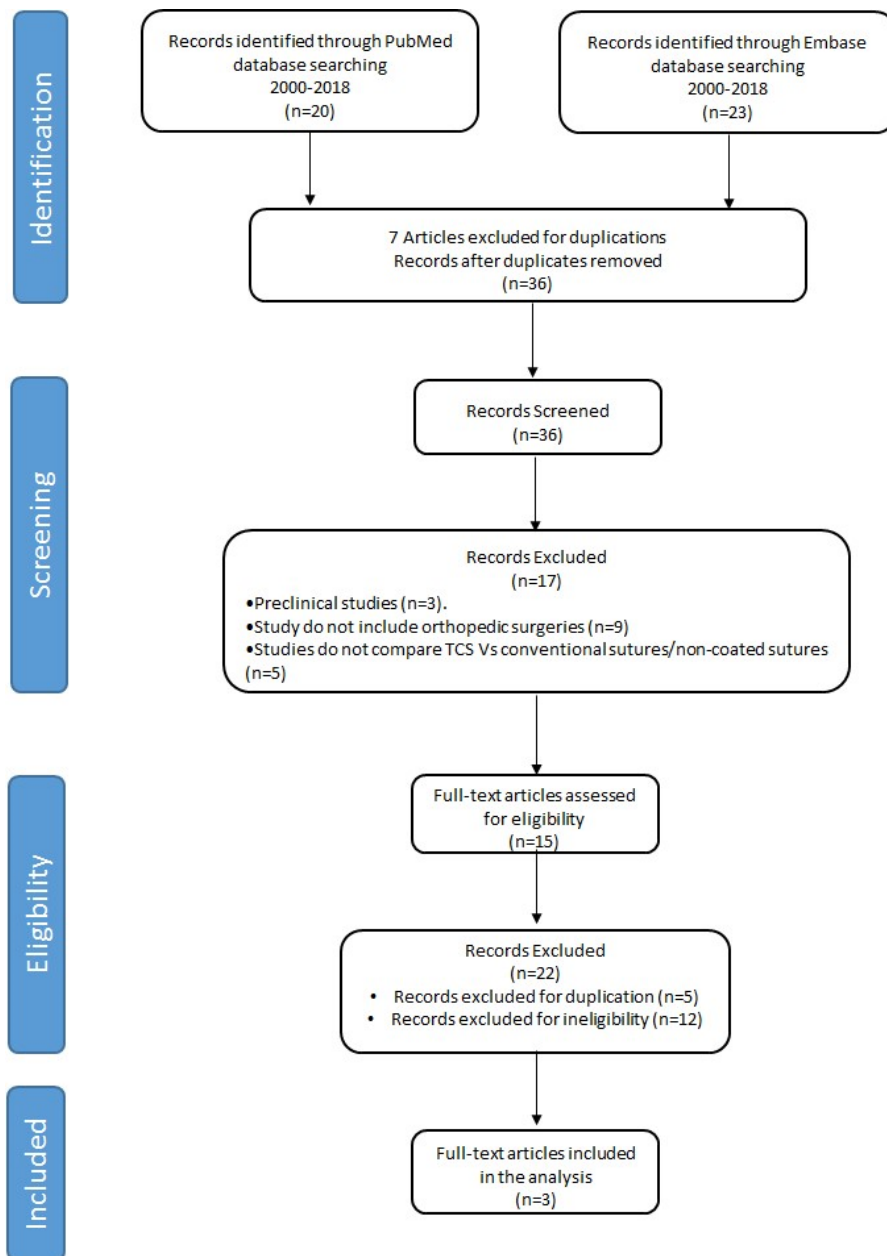 Identification
Records identified through PubMed
database searching
2000-2018
(n=20)
Records identified through Embase
database searching
2000-2018
(n=23)
7 Articles excluded for duplications
Records after duplicates removed
(n=36)
Screening
Records Screened
(n=36)
Records Excluded
(n=17)
•Preclinical studies (n=3).
•Study do not include orthopedic surgeries (n=9)
•Studies do not compare TCS Vs conventional sutures/non-coated sutures
(n=5)
Eligibility
Full-text articles assessed
for eligibility
(n=15)
Records Excluded
(n=22)
• Records excluded for duplication (n=5)
• Records excluded for ineligibility (n=12)
Included
Full-text articles included
in the analysis
(n=3)